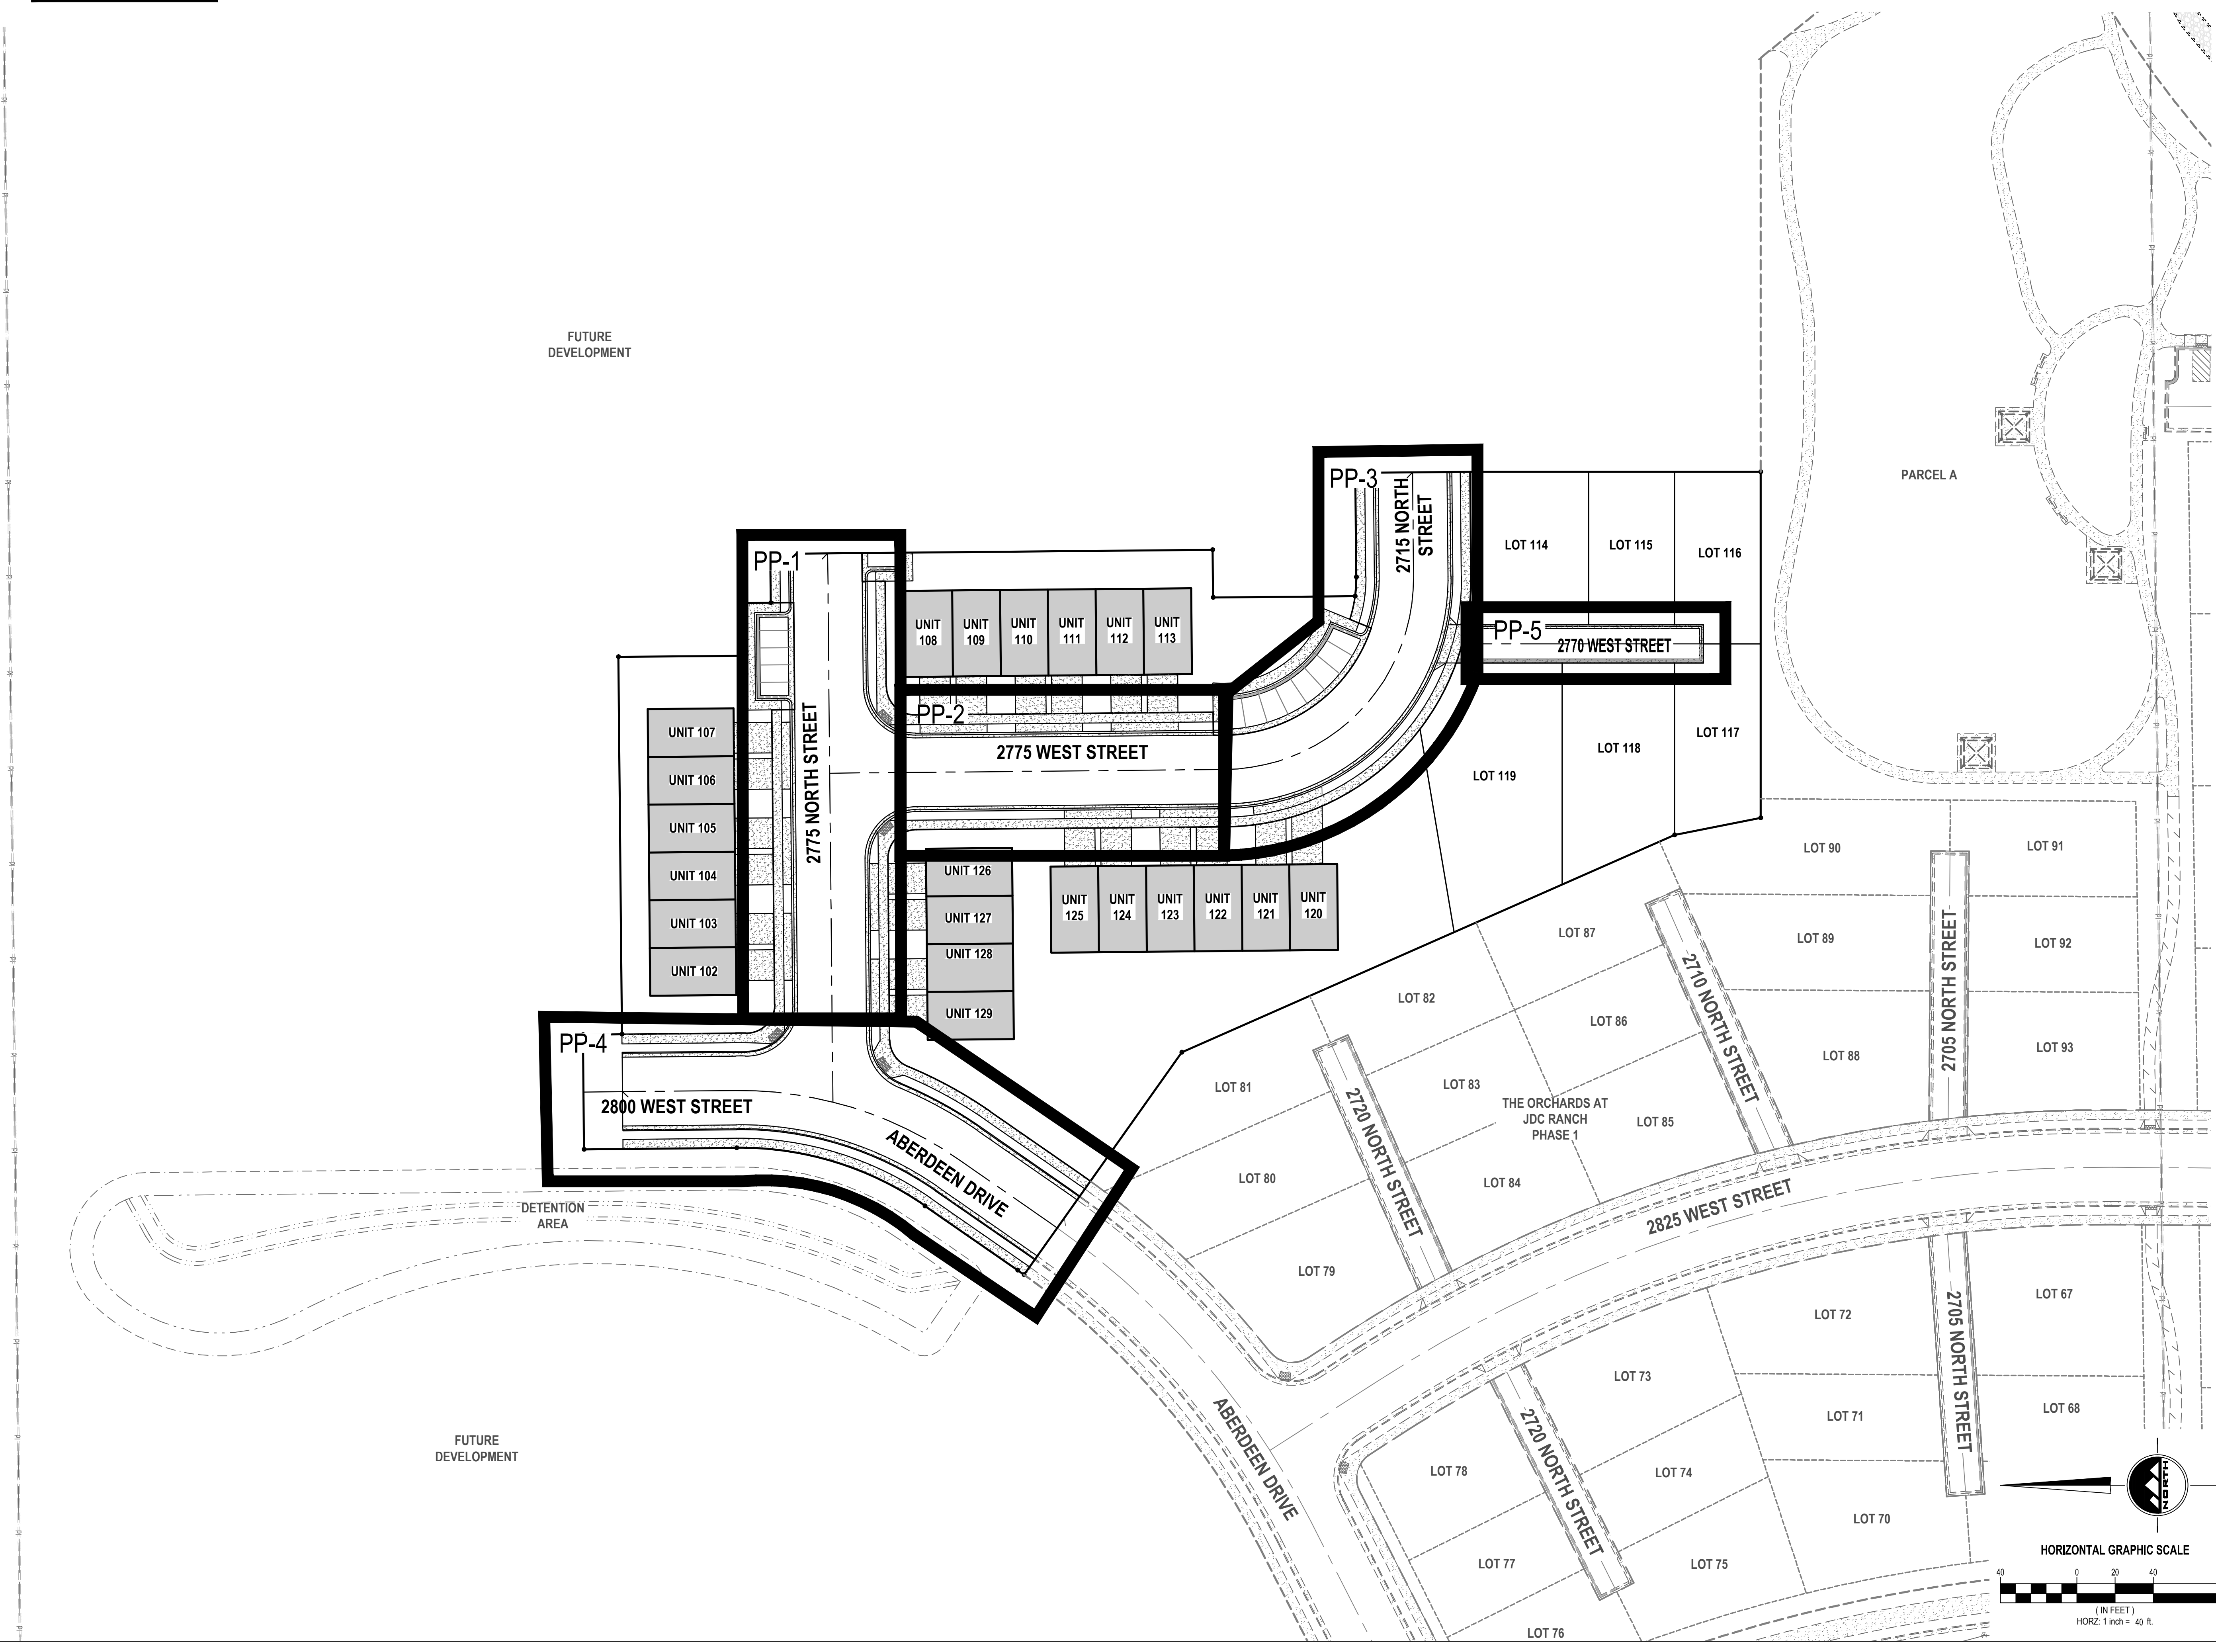 FUTURE
DEVELOPMENT
PARCEL A
PP-3
2715 NORTH
STREET
LOT 114
LOT 115
LOT 116
PP-1
UNIT
108
UNIT
109
UNIT
110
UNIT
111
UNIT
112
UNIT
113
PP-5
2770 WEST STREET
PP-2
2775 WEST STREET
2775 NORTH STREET
UNIT 107
UNIT 106
UNIT 105
UNIT 104
UNIT 103
UNIT 102
LOT 119
LOT 118
LOT 117
UNIT 126
UNIT 127
UNIT 128
UNIT 129
UNIT
125
UNIT
124
UNIT
123
UNIT
122
UNIT
121
UNIT
120
LOT 90
LOT 91
LOT 87
LOT 89
LOT 92
2710 NORTH STREET
2705 NORTH STREET
LOT 82
LOT 86
LOT 88
LOT 93
PP-4
2800 WEST STREET
ABERDEEN DRIVE
LOT 81
LOT 83
THE ORCHARDS AT
JDC RANCH
PHASE 1
LOT 85
2720 NORTH STREET
LOT 80
LOT 84
2825 WEST STREET
DETENTION
AREA
LOT 79
LOT 72
LOT 67
2705 NORTH STREET
LOT 73
LOT 71
LOT 68
FUTURE
DEVELOPMENT
ABERDEEN DRIVE
LOT 78
2720 NORTH STREET
LOT 74
LOT 70
LOT 77
LOT 75
LOT 76
NORTH
HORIZONTAL GRAPHIC SCALE
40 0 20 40
( IN FEET )
HORZ: 1 inch = 40 ft.